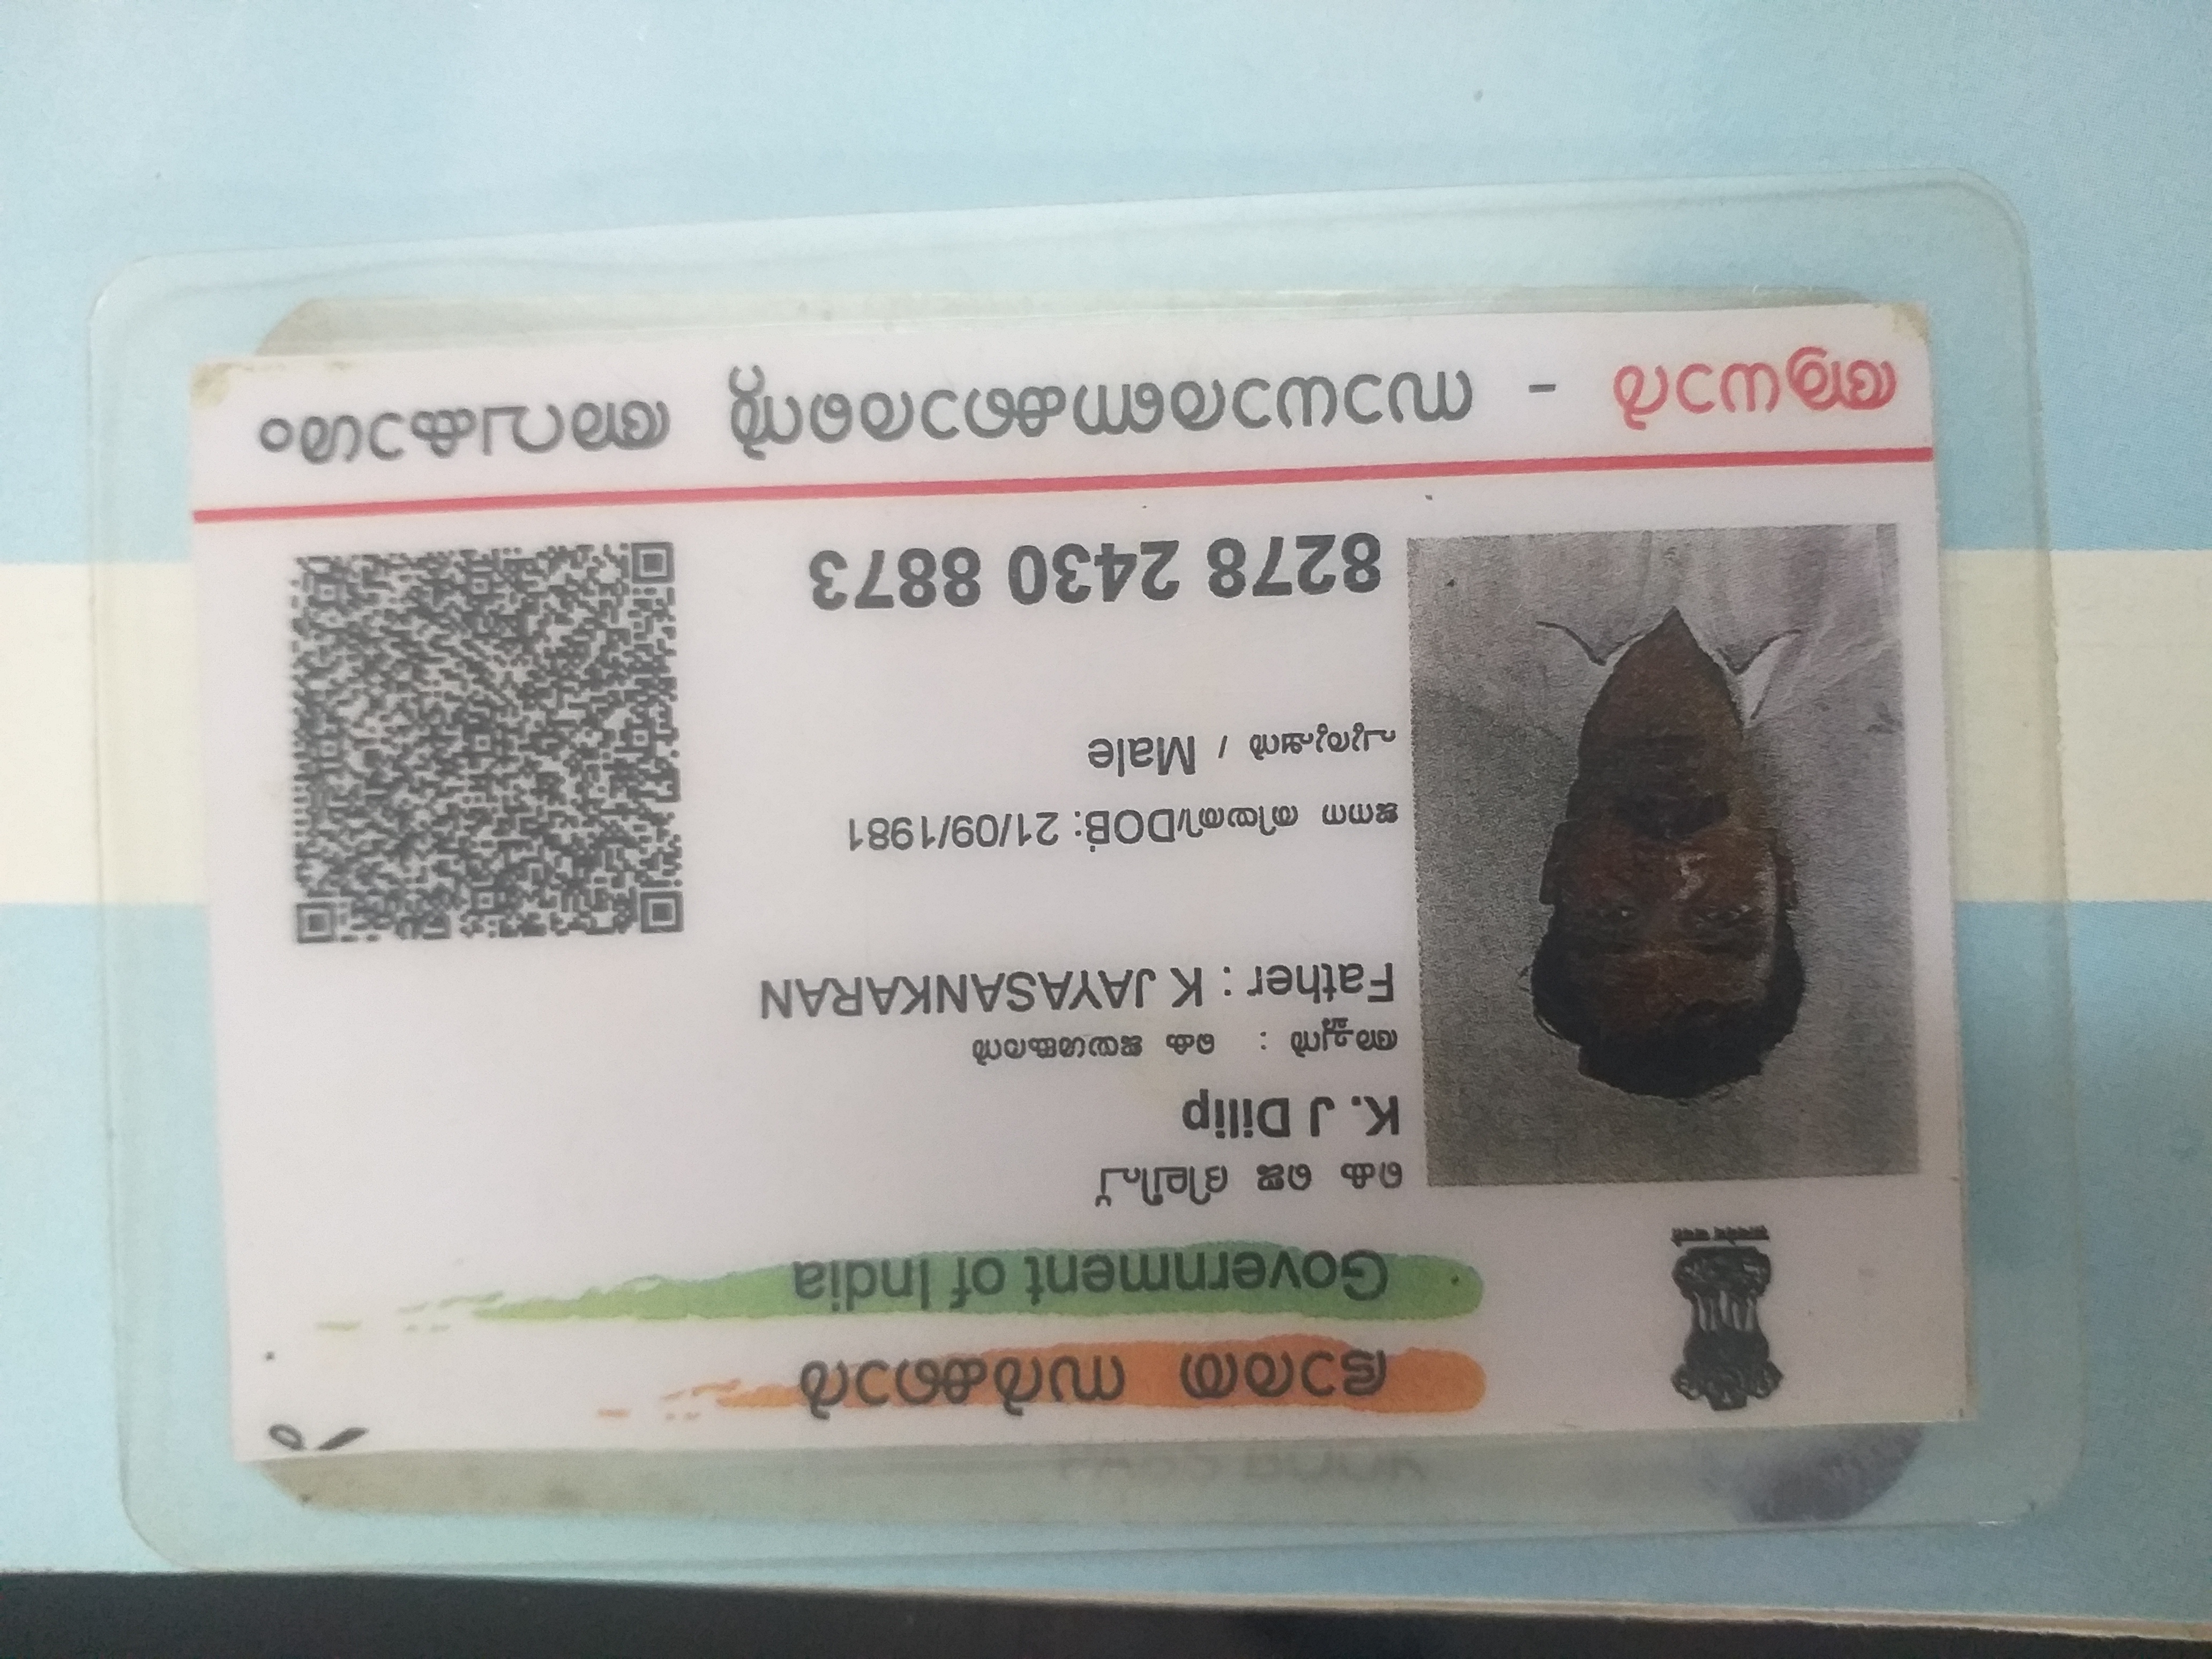 ഭാരത സർക്കാർ
Government of India
കെ ജെ ദിലീപ്
K. J Dilip
അച്ഛൻ : കെ ജയശങ്കരൻ
Father : K JAYASANKARAN
ജനന തിയതി/DOB: 21/09/1981
പുരുഷൻ / Male
8278 2430 8873
ആധാർ - സാധാരണക്കാരന്റെ അവകാശം